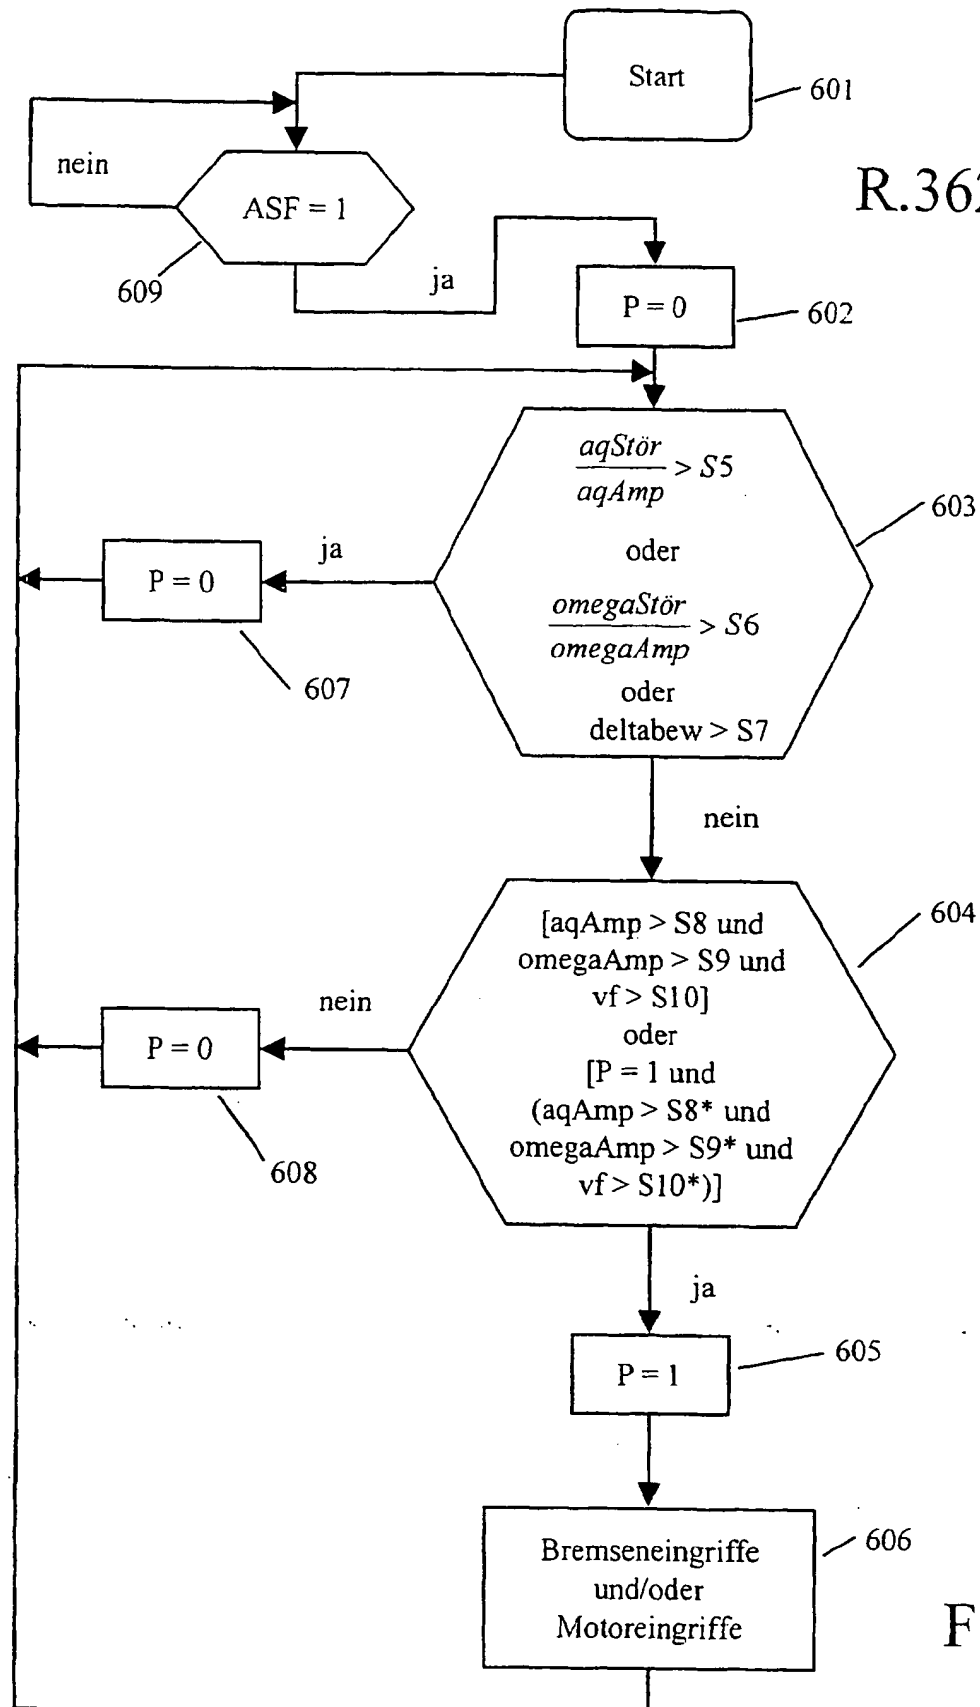 Start
601
nein
ASF = 1
R.362
609
ja
P = 0
602
aqStör
aqAmp
> S5
603
oder
ja
P = 0
omegaStör
omegaAmp
> S6
607
oder
deltabew > S7
nein
[aqAmp > S8 und
omegaAmp > S9 und
vf > S10]
oder
[P = 1 und
(aqAmp > S8* und
omegaAmp > S9* und
vf > S10*)]
604
nein
P = 0
608
ja
P = 1
605
Bremseneingriffe
und/oder
Motoreingriffe
606
F